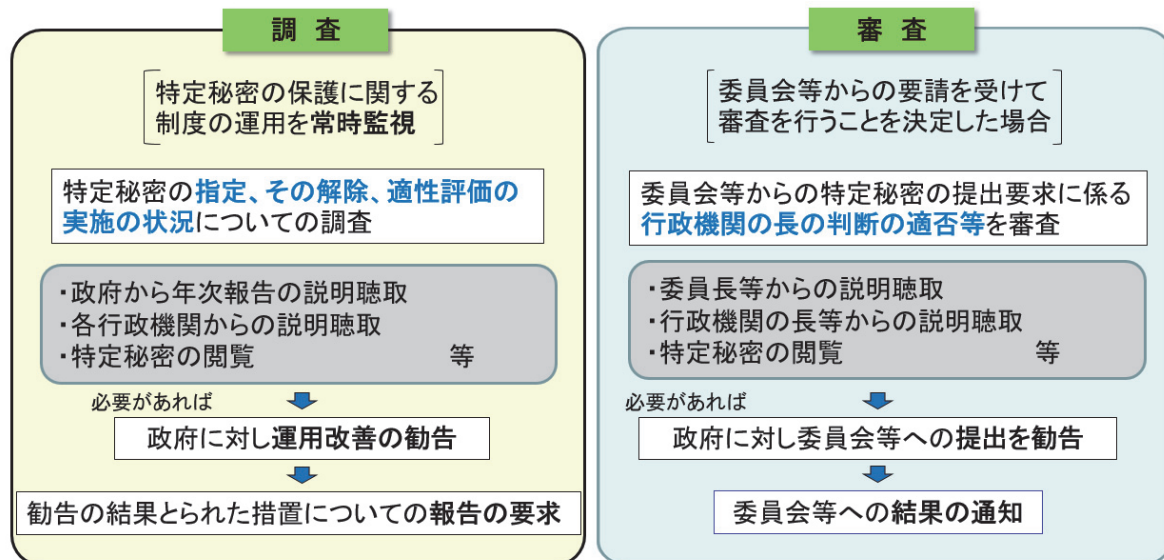 調 査
特定秘密の保護に関する
制度の運用を常時監視
特定秘密の指定、その解除、適性評価の
実施の状況についての調査
・政府から年次報告の説明聴取
・各行政機関からの説明聴取
・特定秘密の閲覧 等
必要があれば
政府に対し運用改善の勧告
勧告の結果とられた措置についての報告の要求
審 査
委員会等からの要請を受けて
審査を行うことを決定した場合
委員会等からの特定秘密の提出要求に係る
行政機関の長の判断の適否等を審査
・委員長等からの説明聴取
・行政機関の長等からの説明聴取
・特定秘密の閲覧 等
必要があれば
政府に対し委員会等への提出を勧告
委員会等への結果の通知